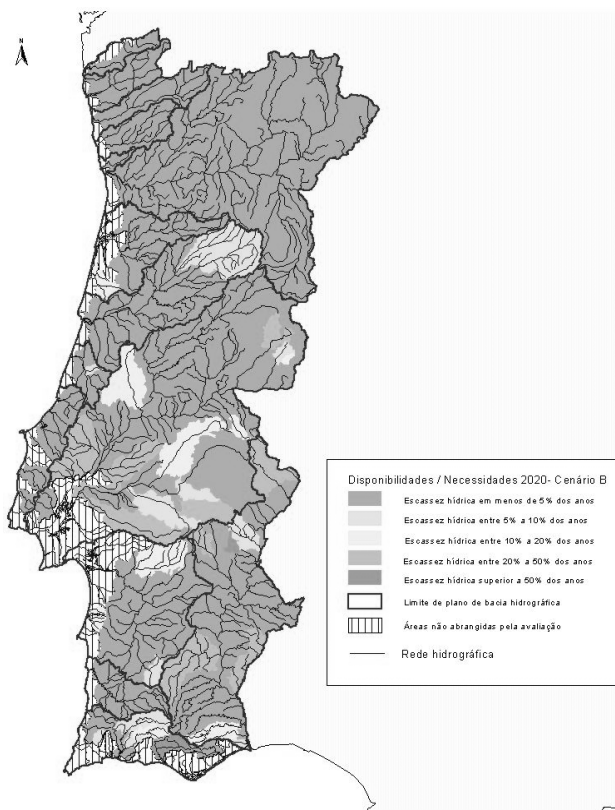 N
Disponibilidades / Necessidades 2020- Cenário B
Escassez hídrica em menos de 5% dos anos
Escassez hídrica entre 5% a 10% dos anos
Escassez hídrica entre 10% a 20% dos anos
Escassez hídrica entre 20% a 50% dos anos
Escassez hídrica superior a 50% dos anos
Limite de plano de bacia hidrográfica
Áreas não abrangidas pela avaliação
Rede hidrográfica